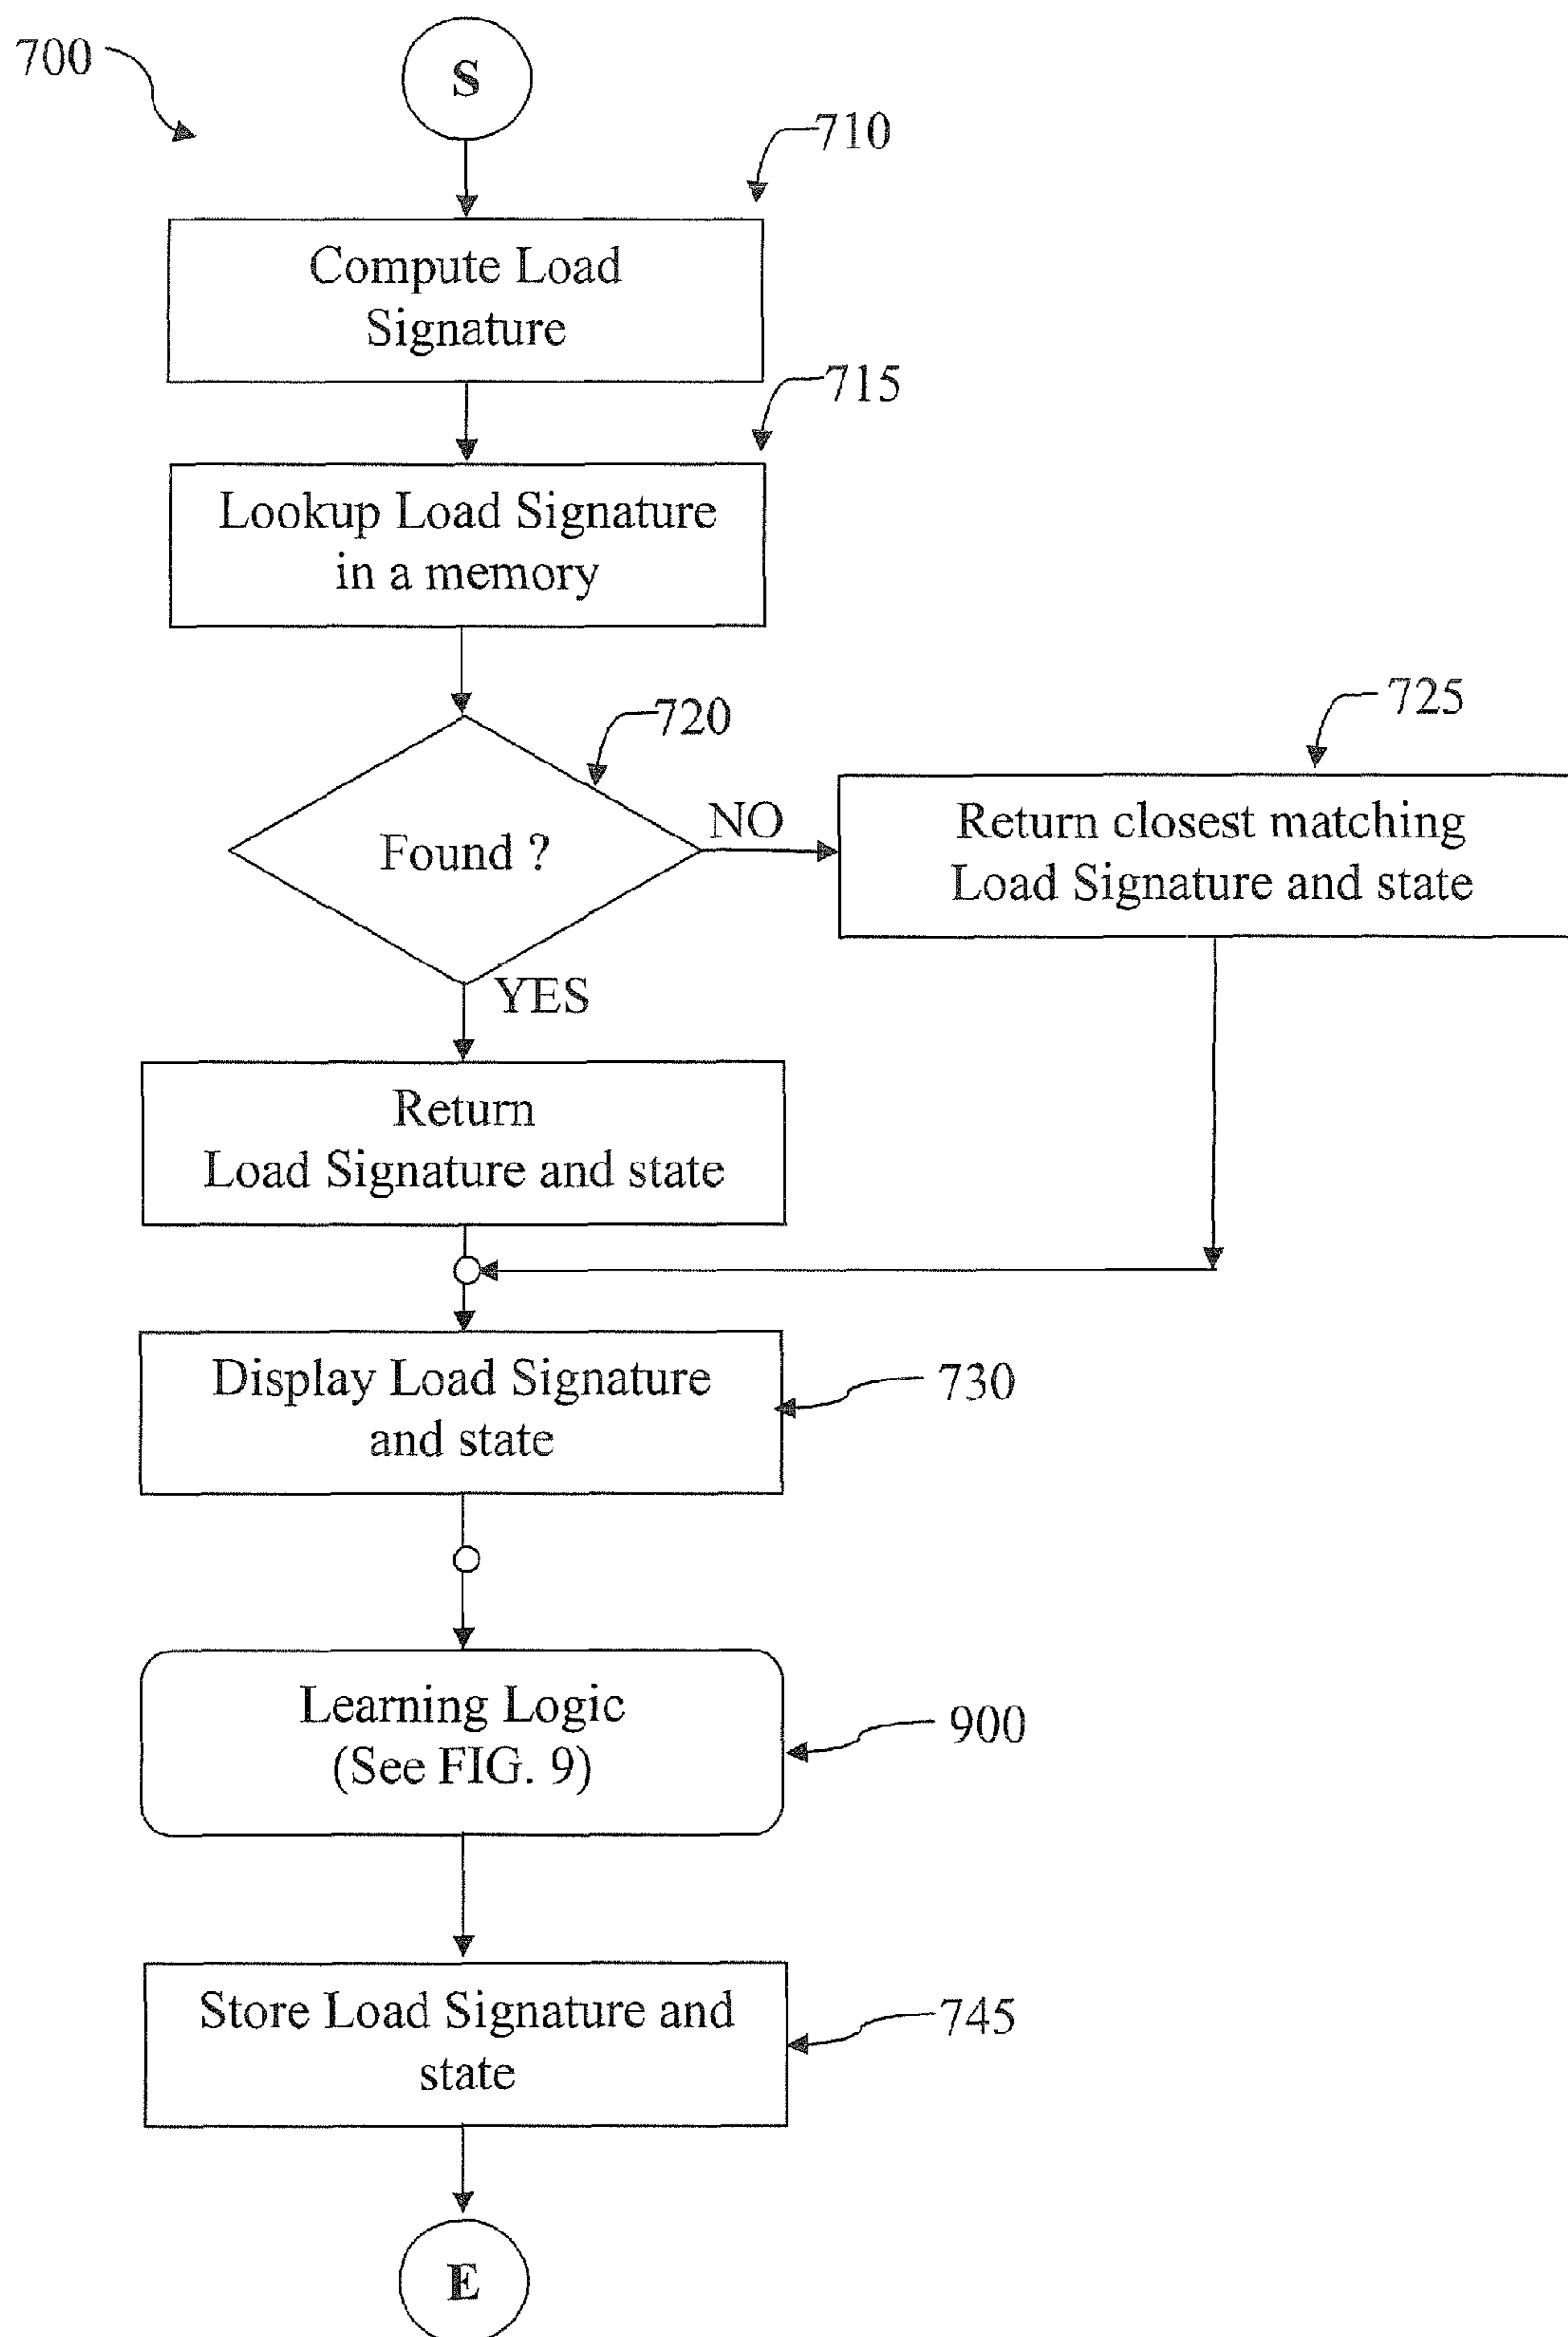 700
S
710
Compute Load
Signature
715
Lookup Load Signature
in a memory
720
725
Found ?
NO
Return closest matching
Load Signature and state
YES
Return
Load Signature and state
Display Load Signature
and state
730
Learning Logic
(See FIG. 9)
900
Store Load Signature and
state
745
E